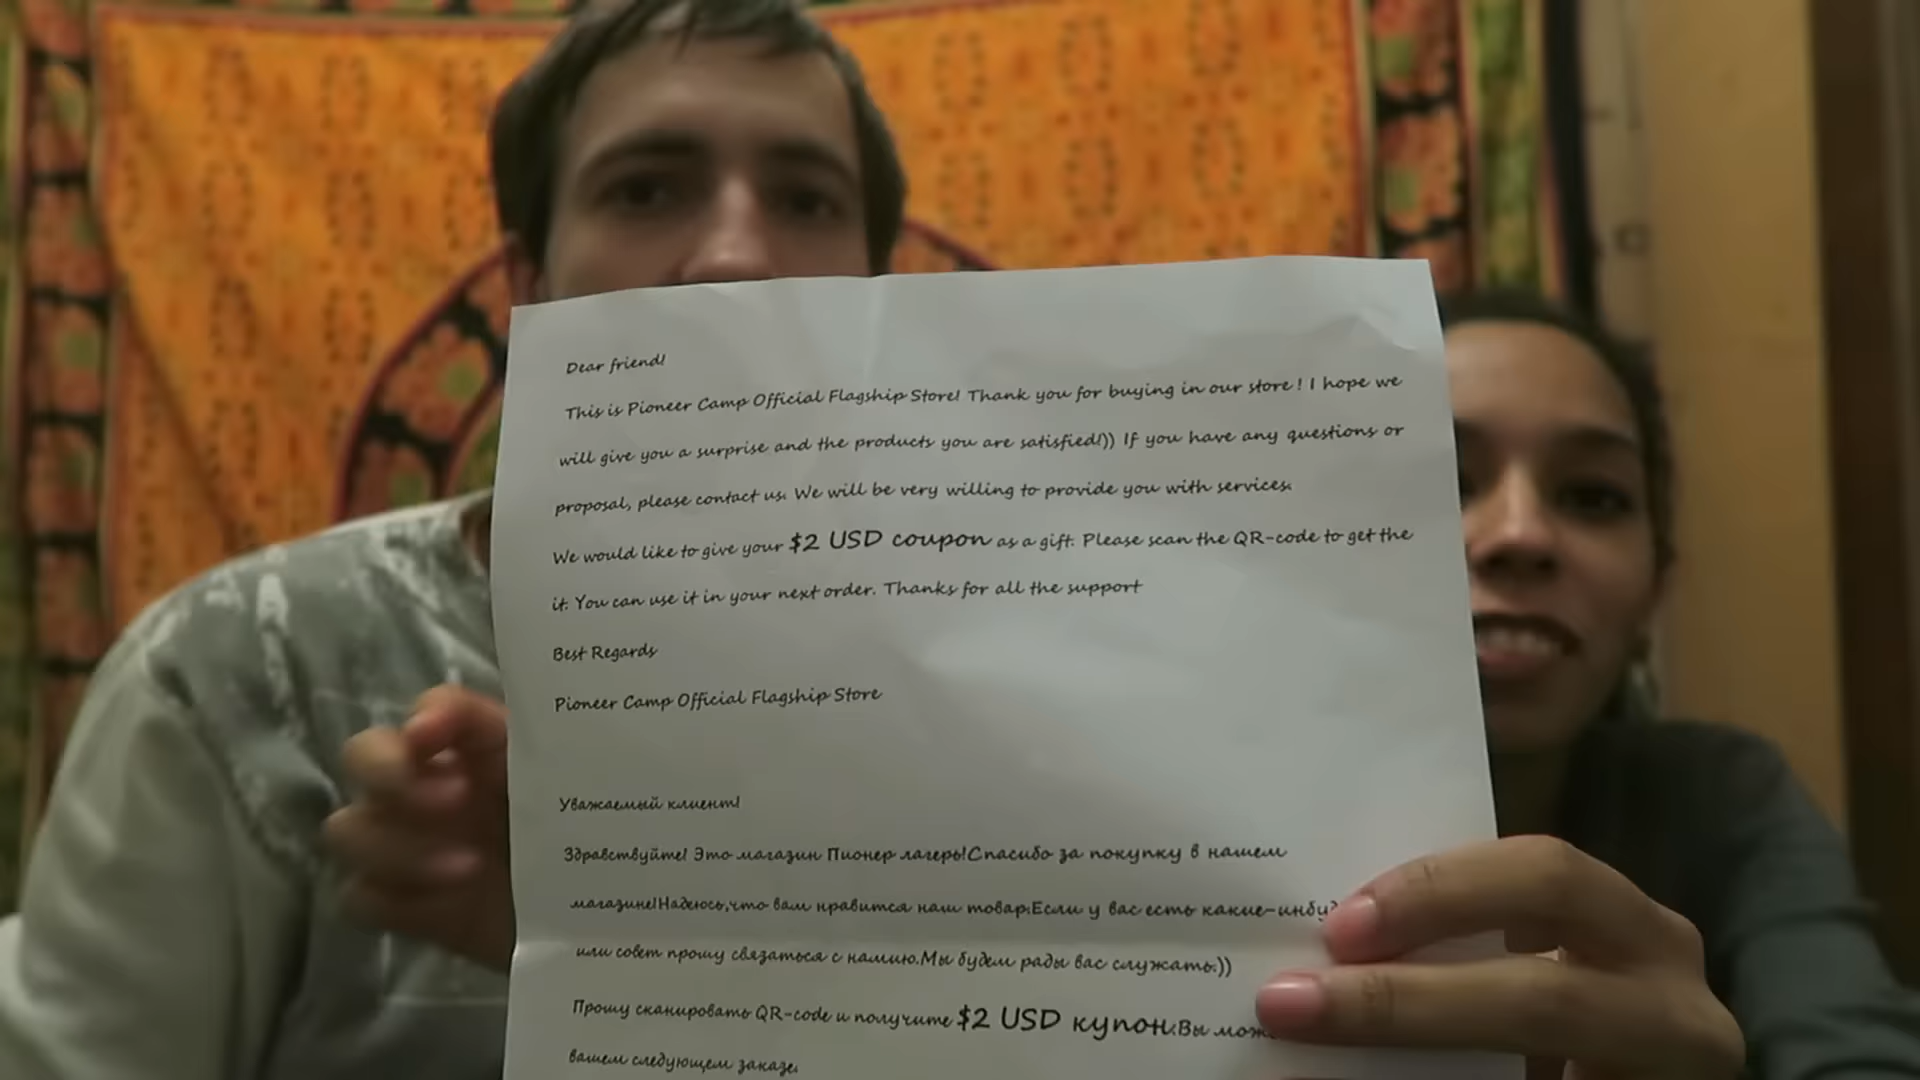 Dear friend!
This is Pioneer Camp Official Flagship Store! Thank you for buying in our store! I hope we
will give you a surprise and the products you are satisfied!)) If you have any questions or
proposal, please contact us. We will be very willing to provide you with services.
We would like to give your $2 USD coupon as a gift. Please scan the QR-code to get the
it. You can use it in your next order. Thanks for all the support
Best Regards
Pioneer Camp Official Flagship Store
Уважаемый клиент!
Здравствуйте! Это магазин Пионер лагерь!Спасибо за покупку в нашем
магазине!Надеюсь,что вам нравится наш товар.Если у вас есть какие-инбуд
или совет прошу связаться с намию.Мы будем рады вас служать.))
Прошу сканировать QR-code и получите $2 USD купон.Вы мож
вашем следующем заказе.